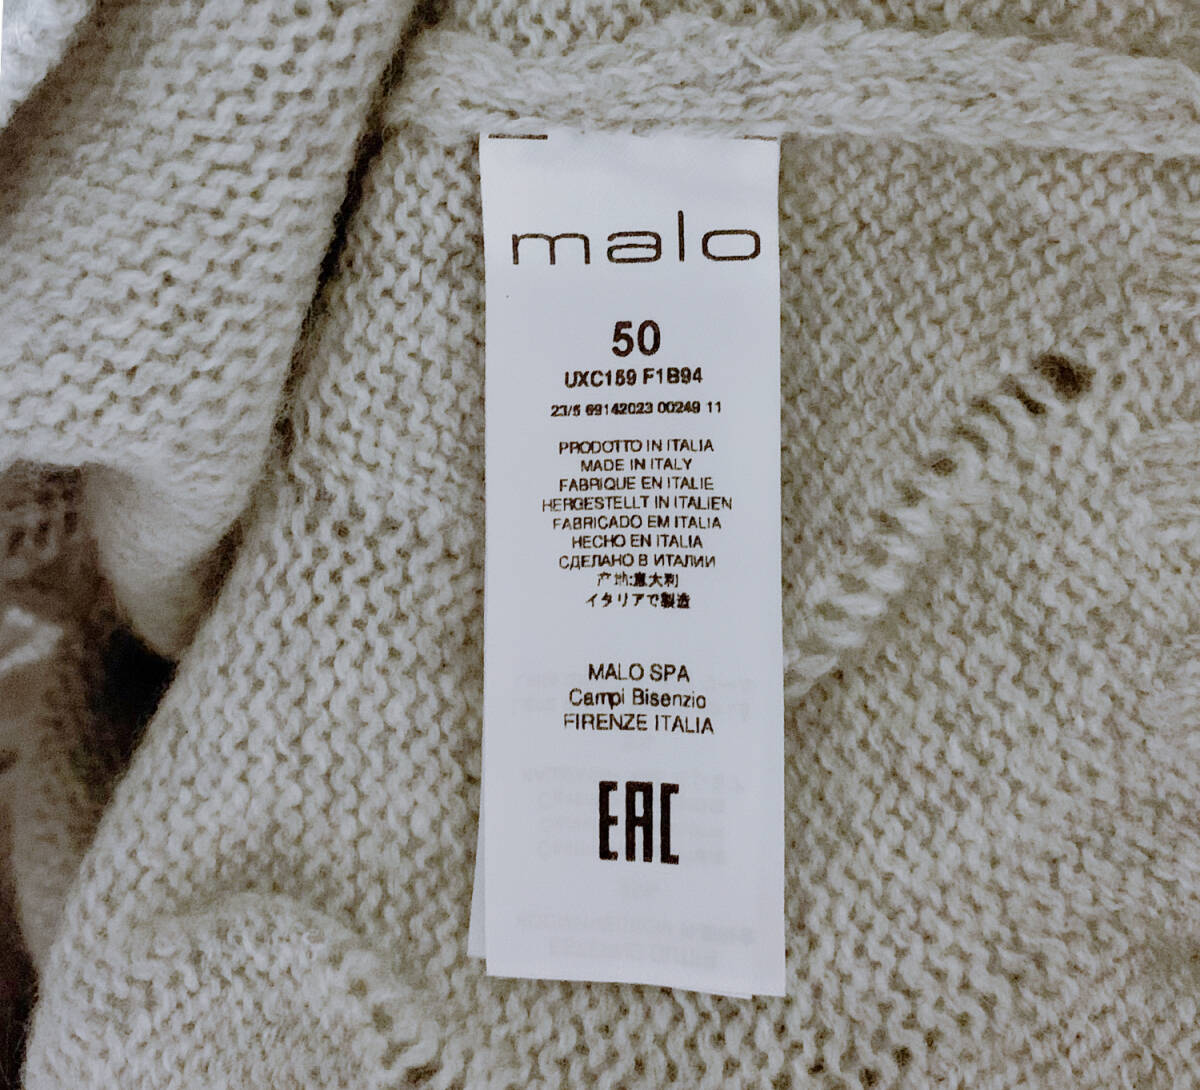 malo
50
UXC159 F1B94
23/5 69142023 00249 11
PRODOTTO IN ITALIA
MADE IN ITALY
FABRIQUE EN ITALIE
HERGESTELLT IN ITALIEN
FABRICADO EM ITALIA
HECHO EN ITALIA
СДЕЛАНО В ИТАЛИИ
产地:意大利
イタリアで製造
MALO SPA
Campi Bisenzio
FIRENZE ITALIA
EAC